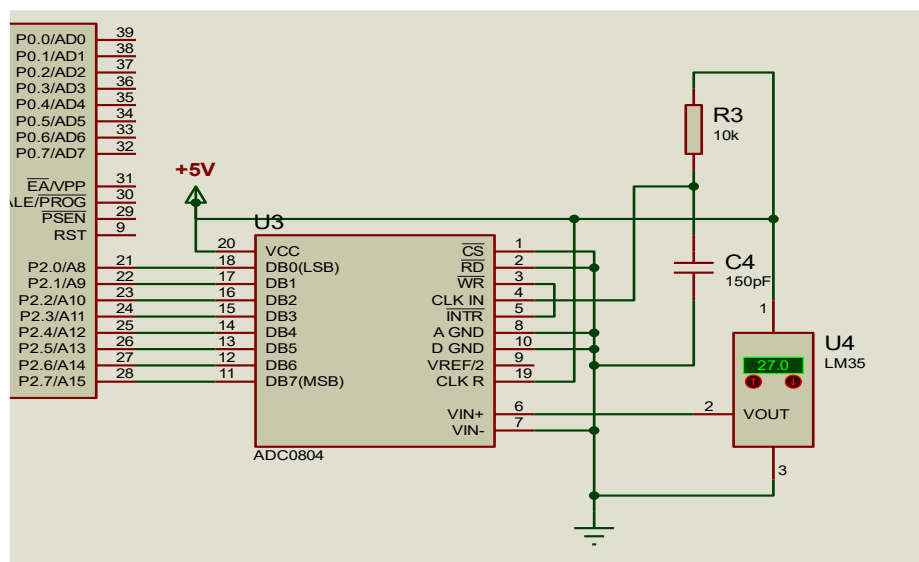 P0.0/AD0 39
P0.1/AD1 38
P0.2/AD2 37
P0.3/AD3 36
P0.4/AD4 35
P0.5/AD5 34
P0.6/AD6 33
P0.7/AD7 32
EA/VPP 31
ALE/PROG 30
PSEN 29
RST 9
P2.0/A8 21
P2.1/A9 22
P2.2/A10 23
P2.3/A11 24
P2.4/A12 25
P2.5/A13 26
P2.6/A14 27
P2.7/A15 28
+5V
U3
20 VCC CS 1
18 DB0(LSB) RD 2
17 DB1 WR 3
16 DB2 CLK IN 4
15 DB3 INTR 5
14 DB4 A GND 8
13 DB5 D GND 10
12 DB6 VREF/2 9
11 DB7(MSB) CLK R 19
VIN+ 6
VIN- 7
ADC0804
R3
10k
C4
150pF
1
U4
LM35
27.0
2 VOUT
3